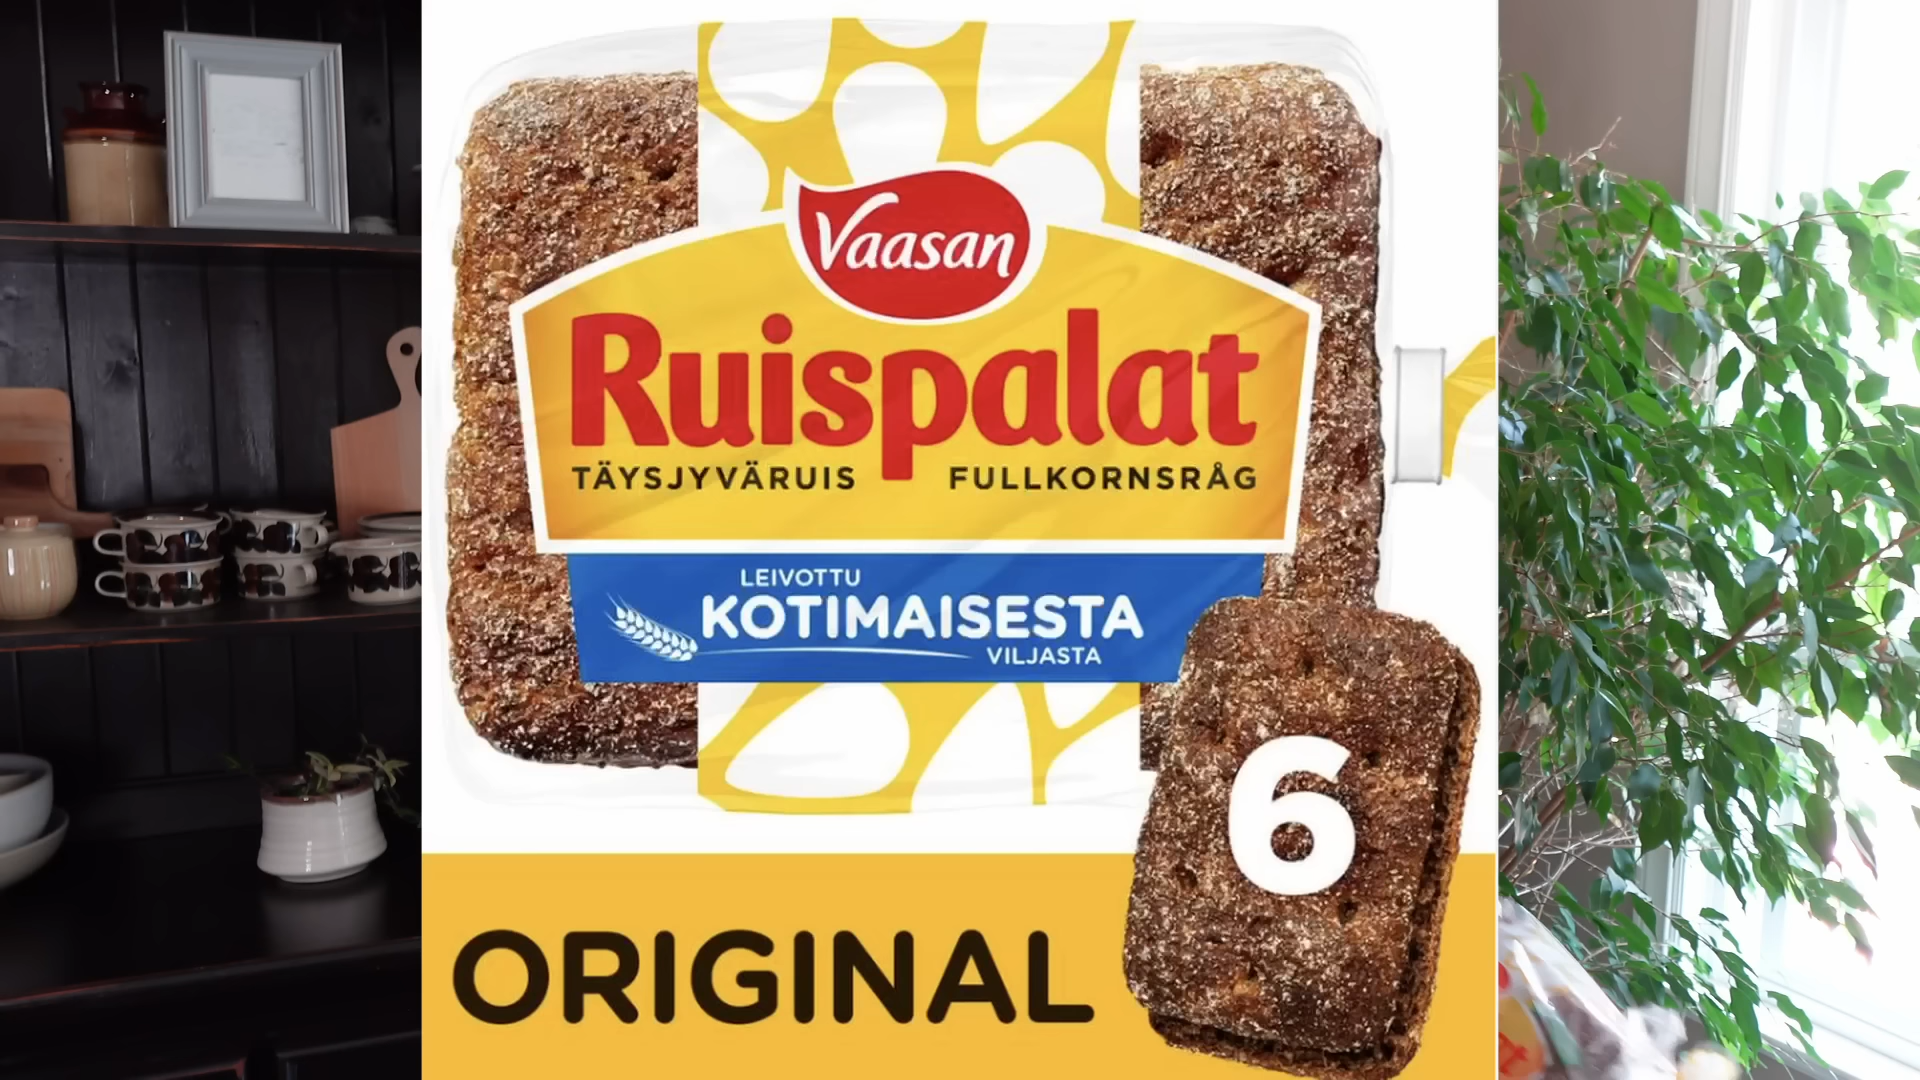 Vaasan
Ruispalat
TÄYSJYVÄRUIS FULLKORNSRÅG
LEIVOTTU
KOTIMAISESTA
VILJASTA
6
ORIGINAL